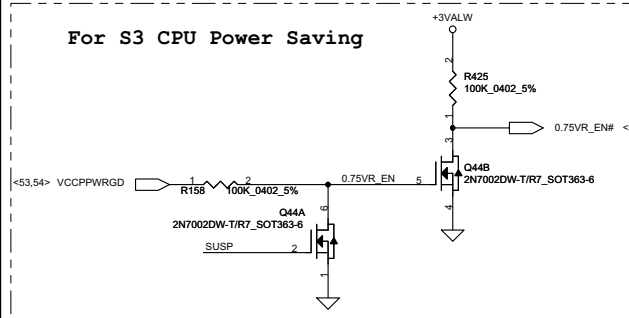 +3VALW
For S3 CPU Power Saving
2
R425
100K_0402_5%
1
3
0.75VR_EN# <
<53,54> VCCPPWRGD
1 2
R158 100K_0402_5%
0.75VR_EN
5
Q44B
2N7002DW-T/R7_SOT363-6
4
Q44A
2N7002DW-T/R7_SOT363-6
6
SUSP
2
1